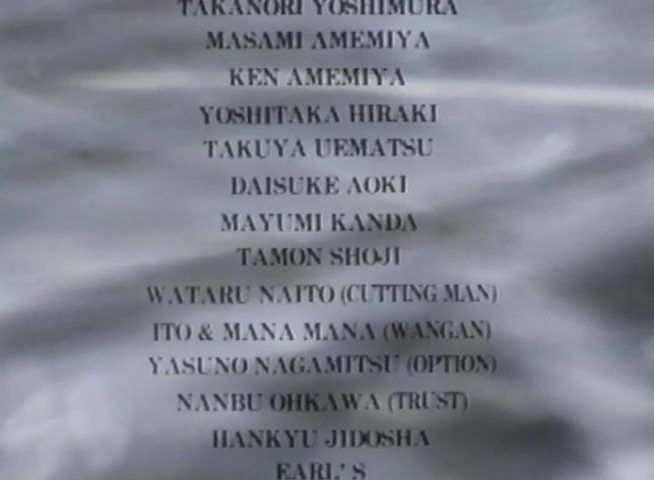 TAKANORI YOSHIMURA
MASAMI AMEMIYA
KEN AMEMIYA
YOSHITAKA HIRAKI
TAKUYA UEMATSU
DAISUKE AOKI
MAYUMI KANDA
TAMON SHOJI
WATARU NAITO (CUTTING MAN)
ITO & MANA MANA (WANGAN)
YASUNO NAGAMITSU (OPTION)
NANBU OHKAWA (TRUST)
HANKYU JIDOSHA
EARL'S